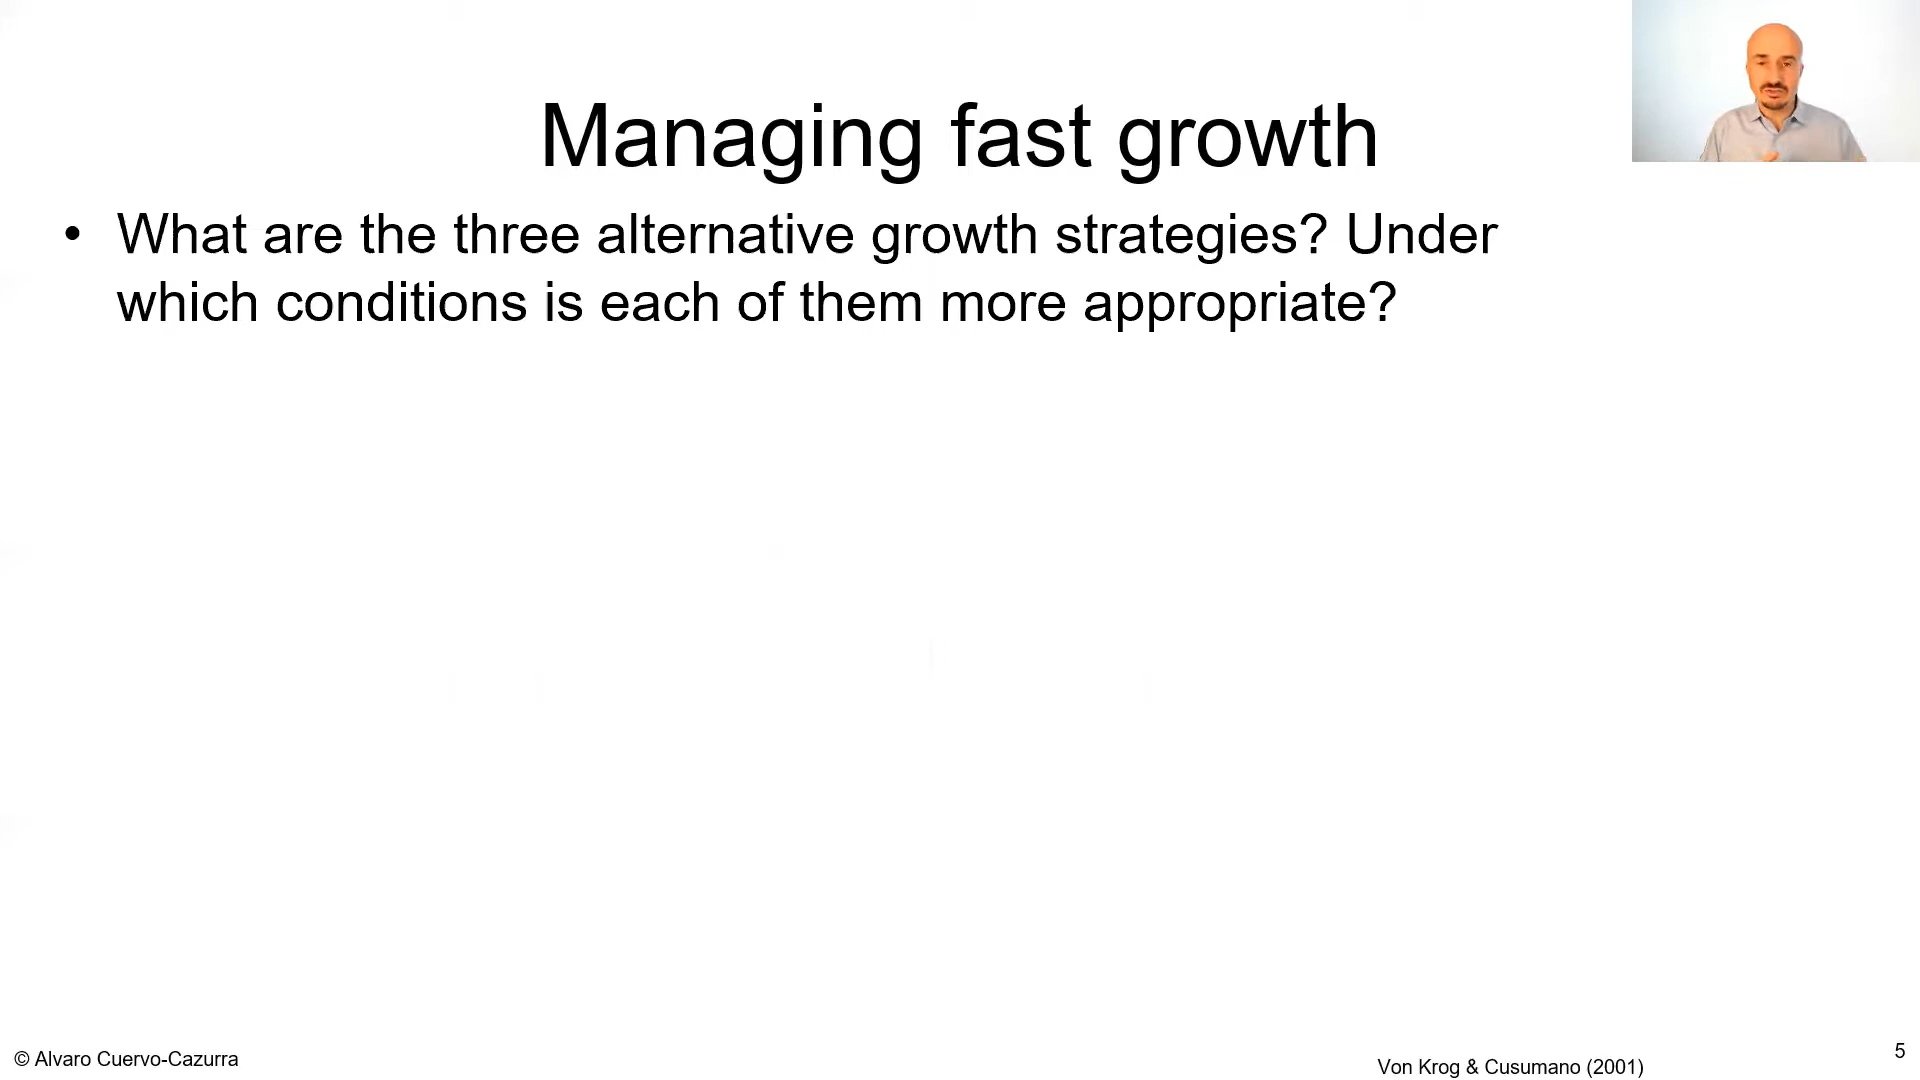 Managing fast growth
• What are the three alternative growth strategies? Under
which conditions is each of them more appropriate?
© Alvaro Cuervo-Cazurra
Von Krog & Cusumano (2001)
5